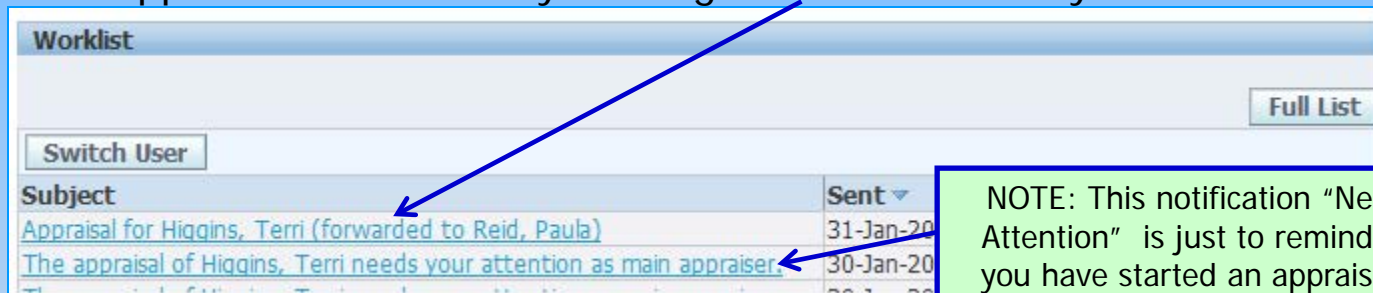 Worklist
Full List
Switch User
Subject Sent
Appraisal for Higgins, Terri (forwarded to Reid, Paula) 31-Jan-20
The appraisal of Higgins, Terri needs your attention as main appraiser. 30-Jan-20
NOTE: This notification "Ne
Attention" is just to remind
you have started an apprais